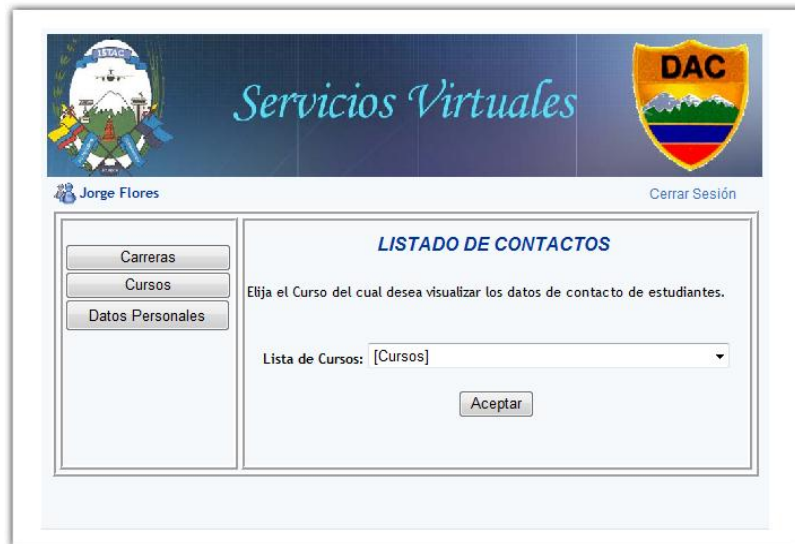 ISTAC
Servicios Virtuales
DAC
Jorge Flores
Cerrar Sesión
Carreras
Cursos
Datos Personales
LISTADO DE CONTACTOS
Elija el Curso del cual desea visualizar los datos de contacto de estudiantes.
Lista de Cursos: [Cursos]
Aceptar